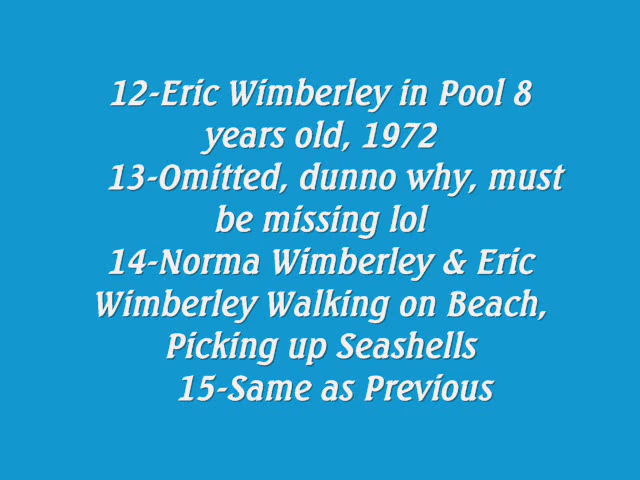 12-Eric Wimberley in Pool 8
years old, 1972
13-Omitted, dunno why, must
be missing lol
14-Norma Wimberley & Eric
Wimberley Walking on Beach,
Picking up Seashells
15-Same as Previous